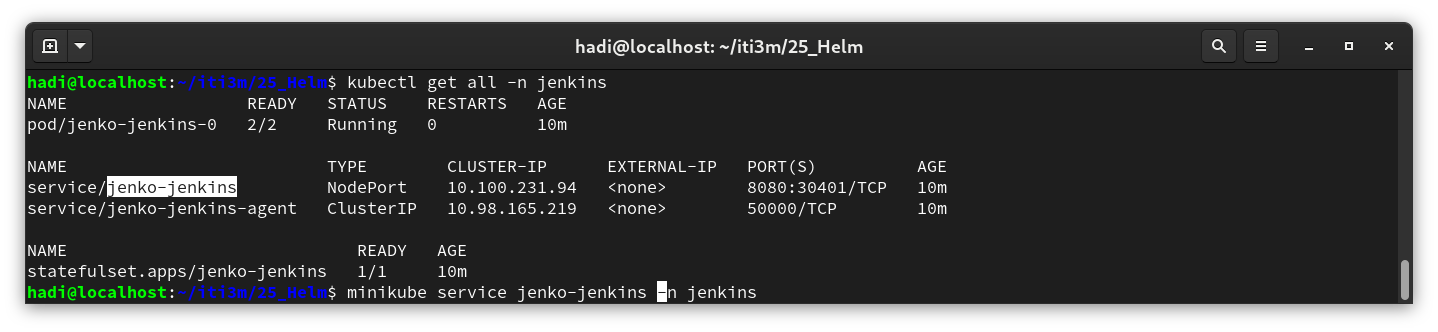 hadi@localhost: ~/iti3m/25_Helm
hadi@localhost:~/iti3m/25_Helm$ kubectl get all -n jenkins
NAME                  READY   STATUS    RESTARTS   AGE
pod/jenko-jenkins-0   2/2     Running   0          10m
NAME                          TYPE        CLUSTER-IP      EXTERNAL-IP   PORT(S)          AGE
service/jenko-jenkins         NodePort    10.100.231.94   <none>        8080:30401/TCP   10m
service/jenko-jenkins-agent   ClusterIP   10.98.165.219   <none>        50000/TCP        10m
NAME                             READY   AGE
statefulset.apps/jenko-jenkins   1/1     10m
hadi@localhost:~/iti3m/25_Helm$ minikube service jenko-jenkins -n jenkins